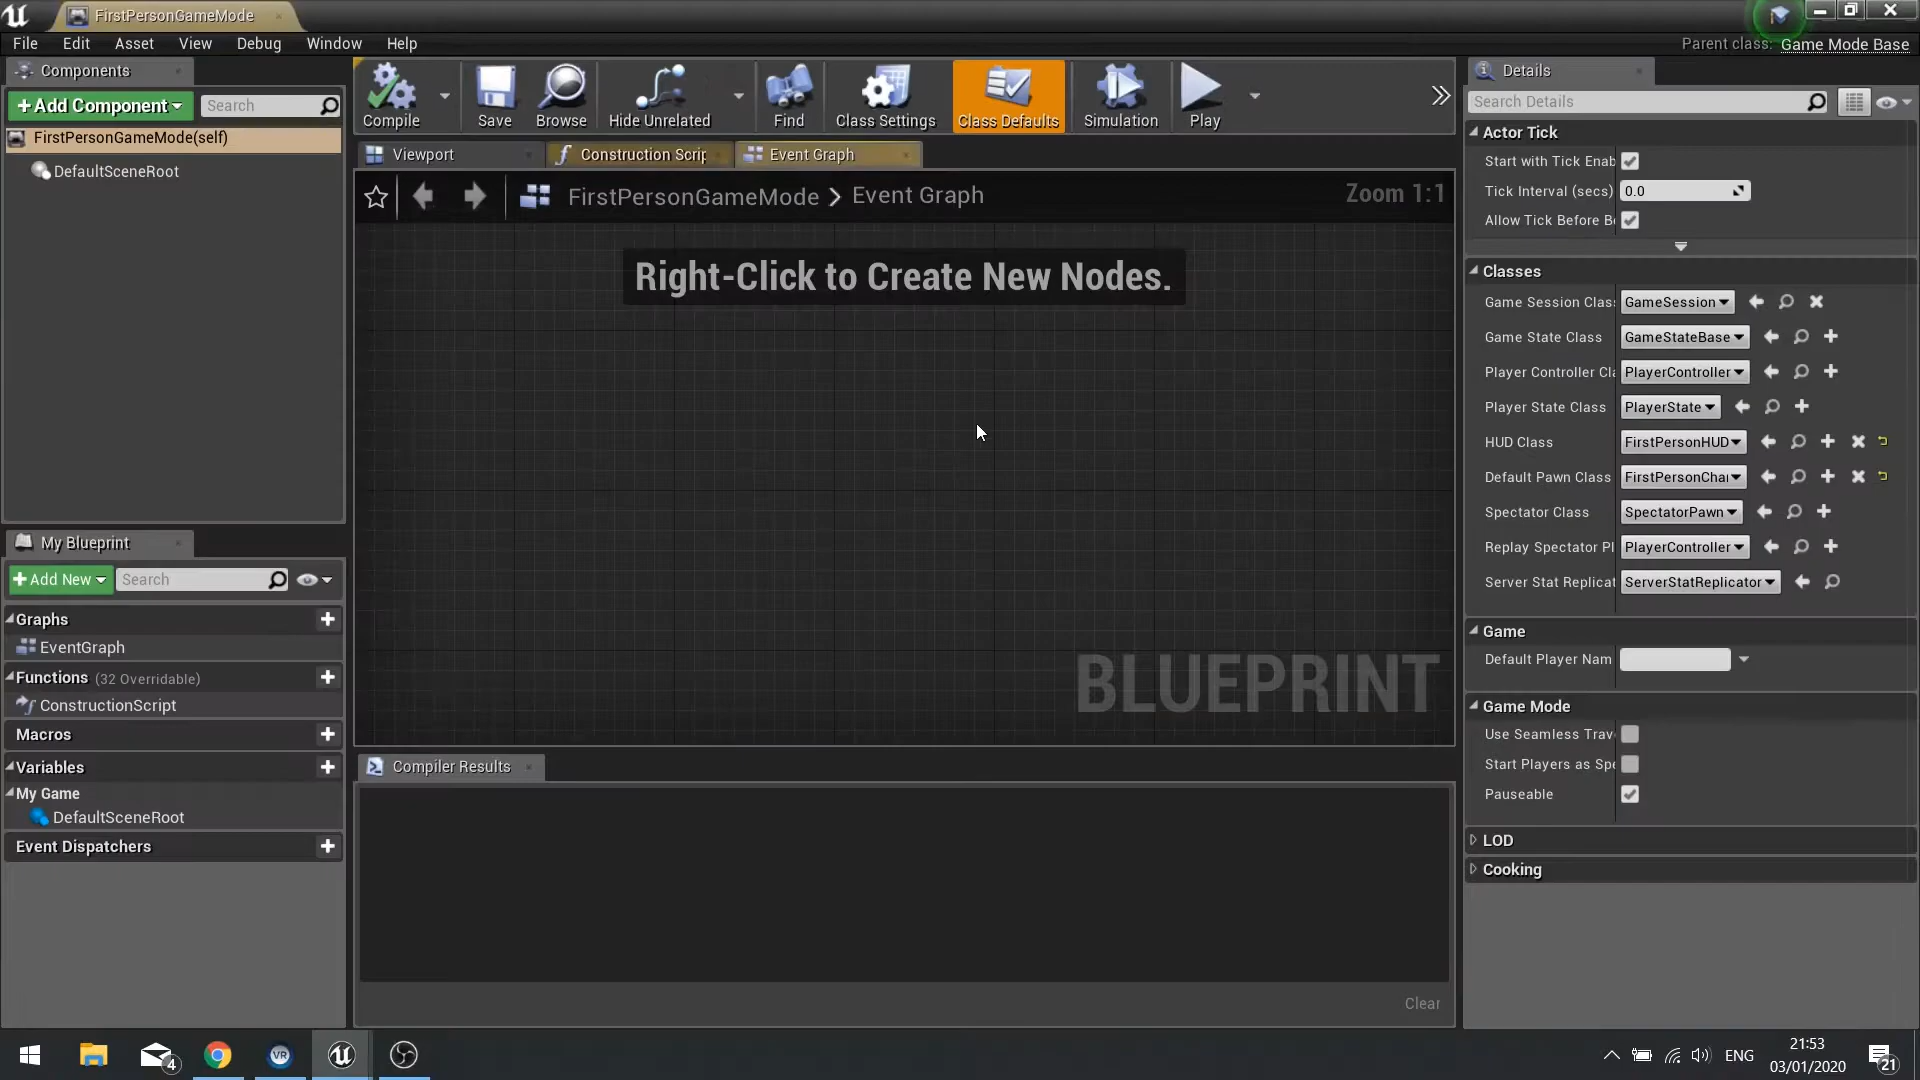 FirstPersonGameMode
File Edit Asset View Debug Window Help
Parent class: Game Mode Base
Components
+Add Component
Search
FirstPersonGameMode(self)
DefaultSceneRoot
My Blueprint
+Add New
Search
Graphs
EventGraph
Functions (32 Overridable)
ConstructionScript
Macros
Variables
My Game
DefaultSceneRoot
Event Dispatchers
Compile Save Browse Hide Unrelated Find Class Settings Class Defaults Simulation Play
Viewport Construction Scrip Event Graph
FirstPersonGameMode > Event Graph
Zoom 1:1
Right-Click to Create New Nodes.
BLUEPRINT
Compiler Results
Clear
Details
Search Details
Actor Tick
Start with Tick Enab
Tick Interval (secs) 0.0
Allow Tick Before Be
Classes
Game Session Clas GameSession
Game State Class GameStateBase
Player Controller Cla PlayerController
Player State Class PlayerState
HUD Class FirstPersonHUD
Default Pawn Class FirstPersonChar
Spectator Class SpectatorPawn
Replay Spectator Pl PlayerController
Server Stat Replicat ServerStatReplicator
Game
Default Player Nam
Game Mode
Use Seamless Trav
Start Players as Spe
Pauseable
LOD
Cooking
4
VR
ENG
21:53
03/01/2020
21